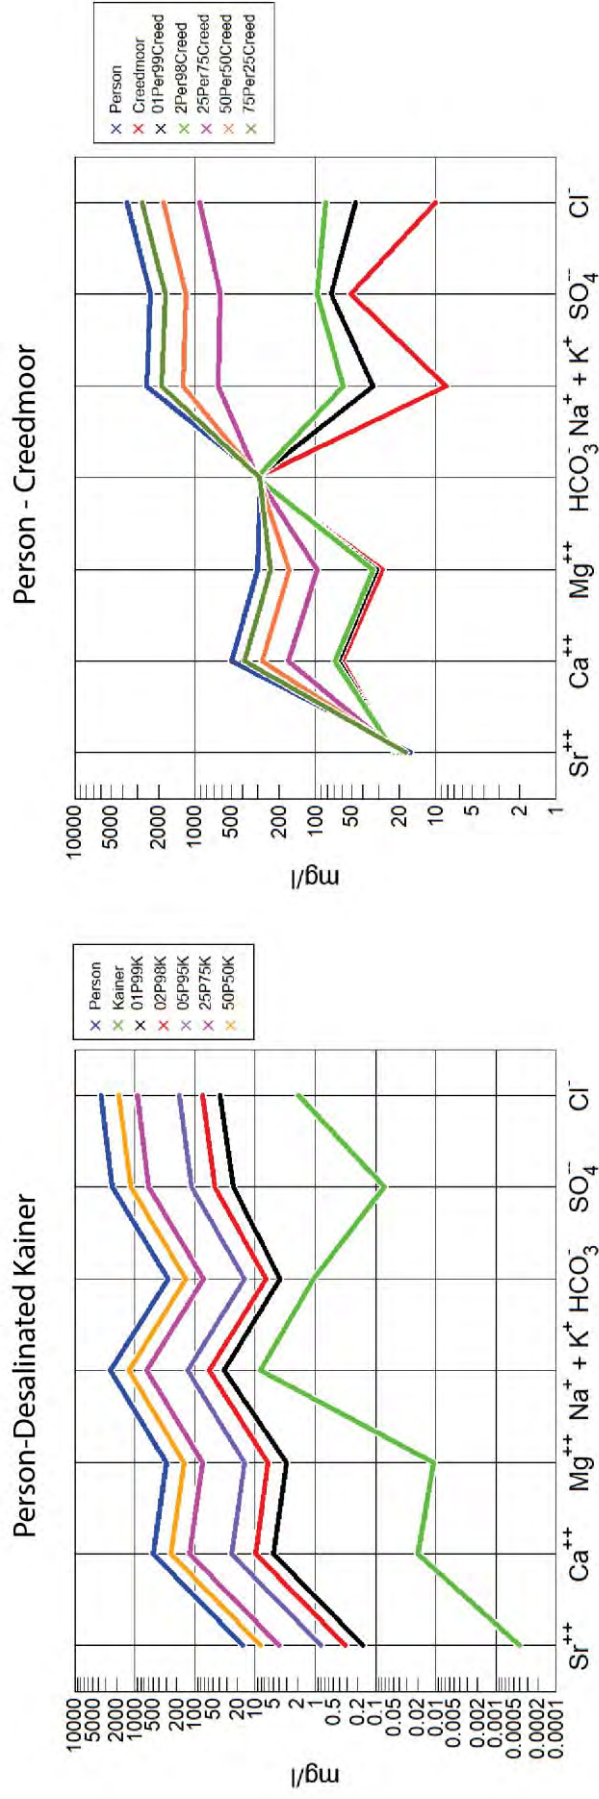 Person-Desalinated Kainer
mg/l
10000
5000
2000
1000
500
200
100
50
20
10
5
2
1
0.5
0.2
0.1
0.05
0.02
0.01
0.005
0.002
0.001
0.0005
0.0002
0.0001
Sr++ Ca++ Mg++ Na+ + K+ HCO3- SO4-- Cl-
Person
Kainer
01P99K
02P98K
05P95K
25P75K
50P50K
Person - Creedmoor
mg/l
10000
5000
2000
1000
500
200
100
50
20
10
5
2
1
Sr++ Ca++ Mg++ HCO3- Na+ + K+ SO4-- Cl-
Person
Creedmoor
01Per99Creed
2Per98Creed
25Per75Creed
50Per50Creed
75Per25Creed